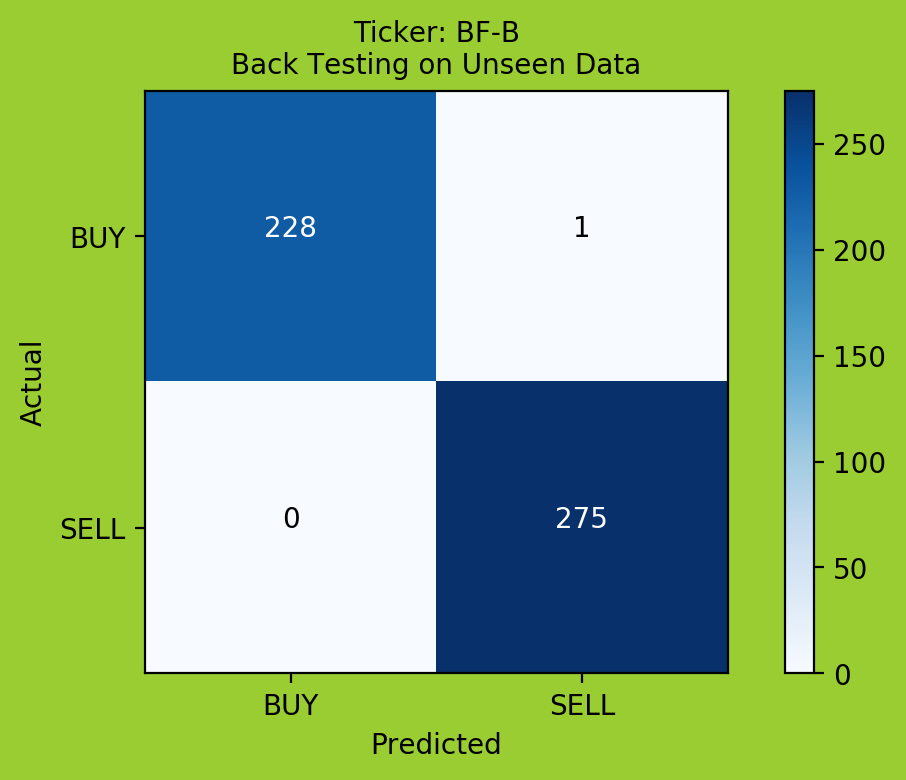 Ticker: BF-B
Back Testing on Unseen Data
228
1
0
275
BUY
SELL
Actual
BUY
SELL
Predicted
250
200
150
100
50
0